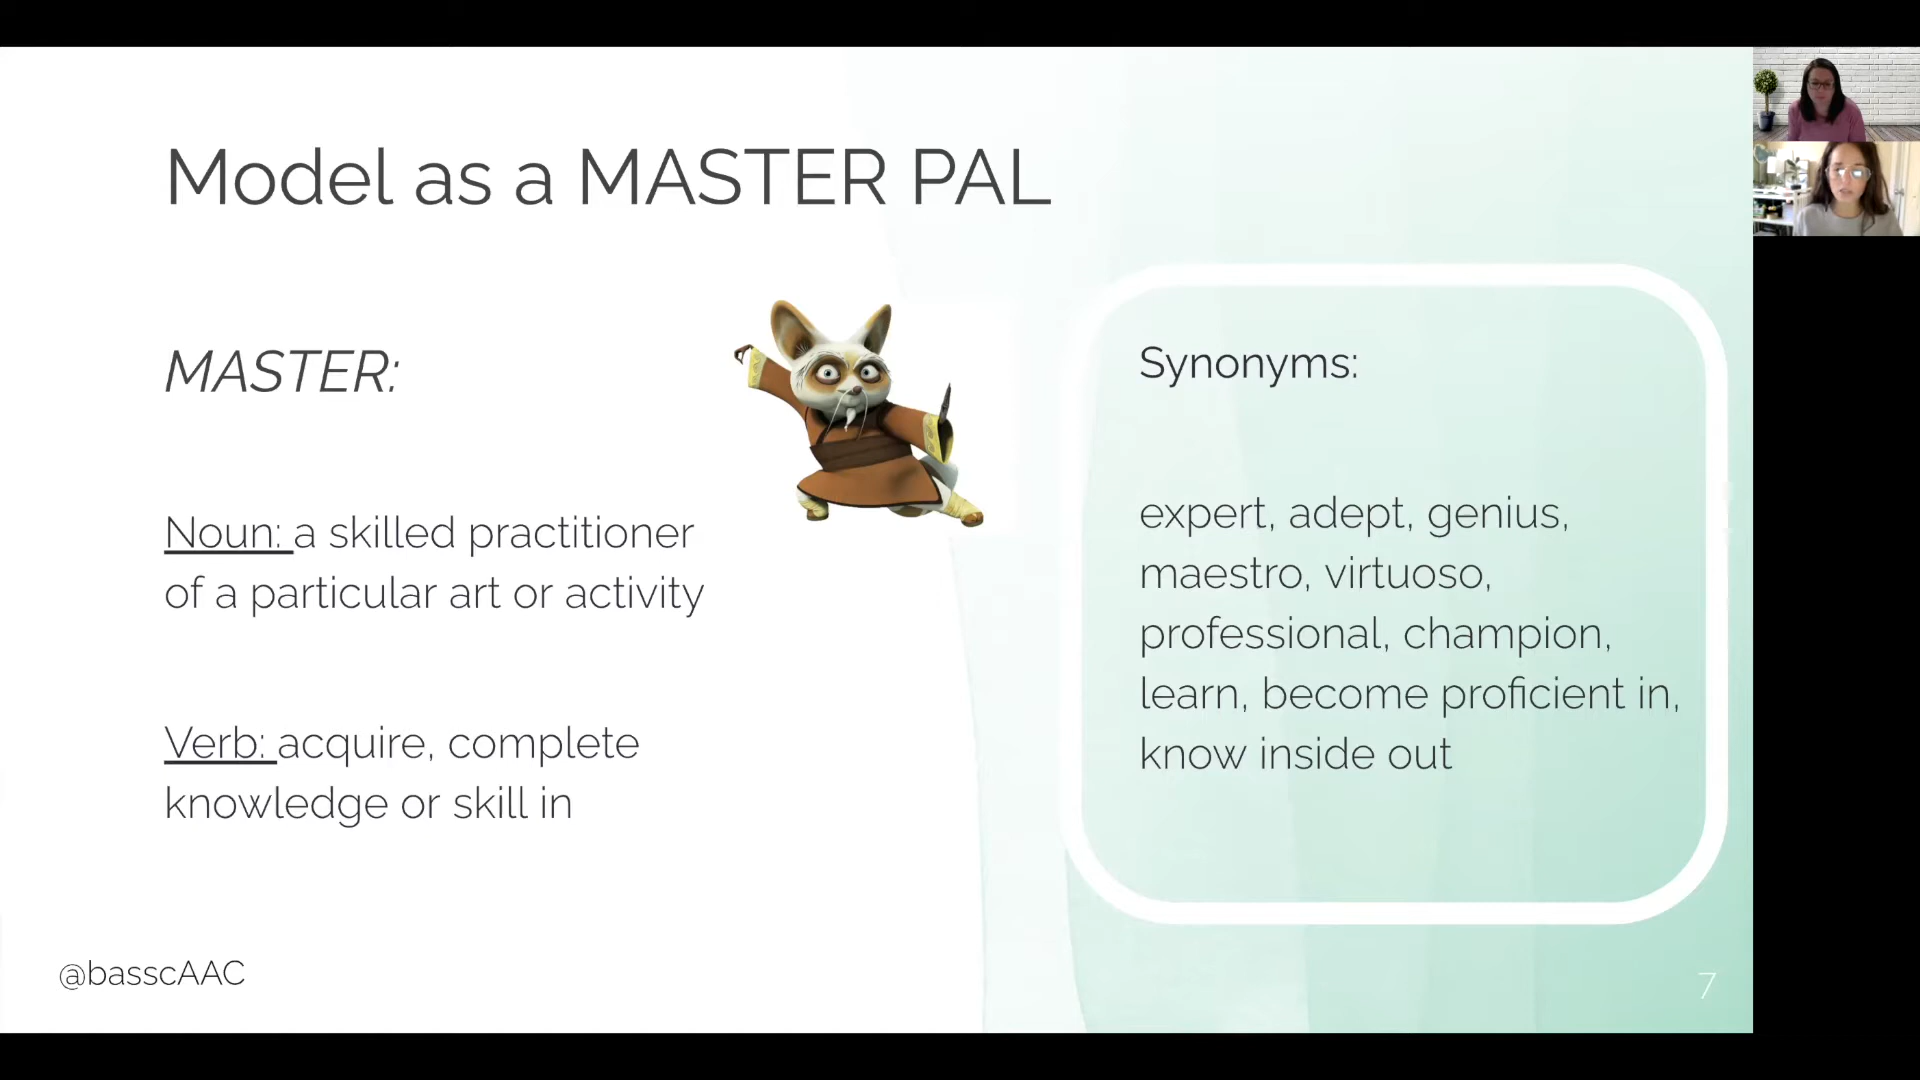 Model as a MASTER PAL
MASTER:
Noun: a skilled practitioner
of a particular art or activity
Verb: acquire, complete
knowledge or skill in
Synonyms:
expert, adept, genius,
maestro, virtuoso,
professional, champion,
learn, become proficient in,
know inside out
@basscAAC
7